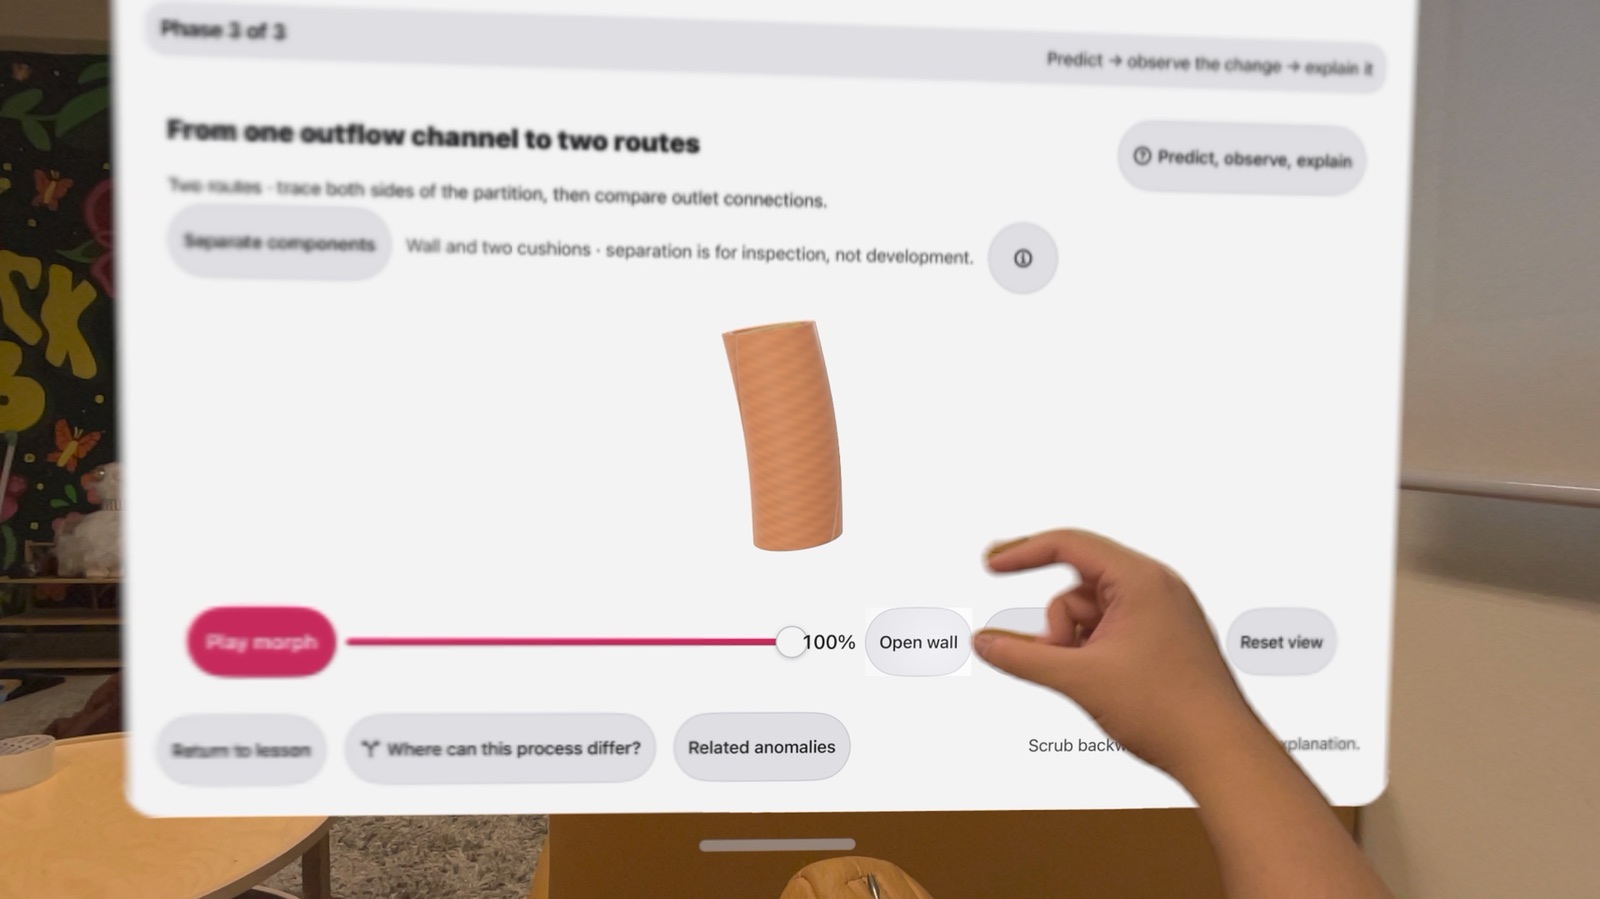 Phase 3 of 3
Predict → observe the change → explain it
From one outflow channel to two routes
Predict, observe, explain
Two routes · trace both sides of the partition, then compare outlet connections.
Separate components
Wall and two cushions · separation is for inspection, not development.
Play morph
100%
Open wall
Reset view
Return to lesson
Where can this process differ?
Related anomalies
Scrub backw
xplanation.